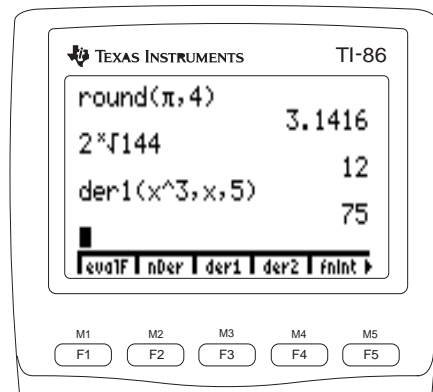 TEXAS INSTRUMENTS TI-86
round(π,4)
3.1416
2ˣ√144
12
der1(x^3,x,5)
75
evalF nDer der1 der2 fnInt ▶
M1 M2 M3 M4 M5
F1 F2 F3 F4 F5